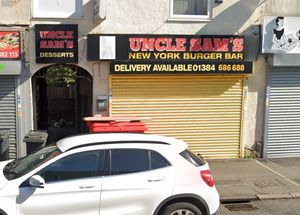 UNCLE
SAM'S
DESSERTS
UNCLE SAM'S
NEW YORK BURGER BAR
DELIVERY AVAILABLE 01384 686 688